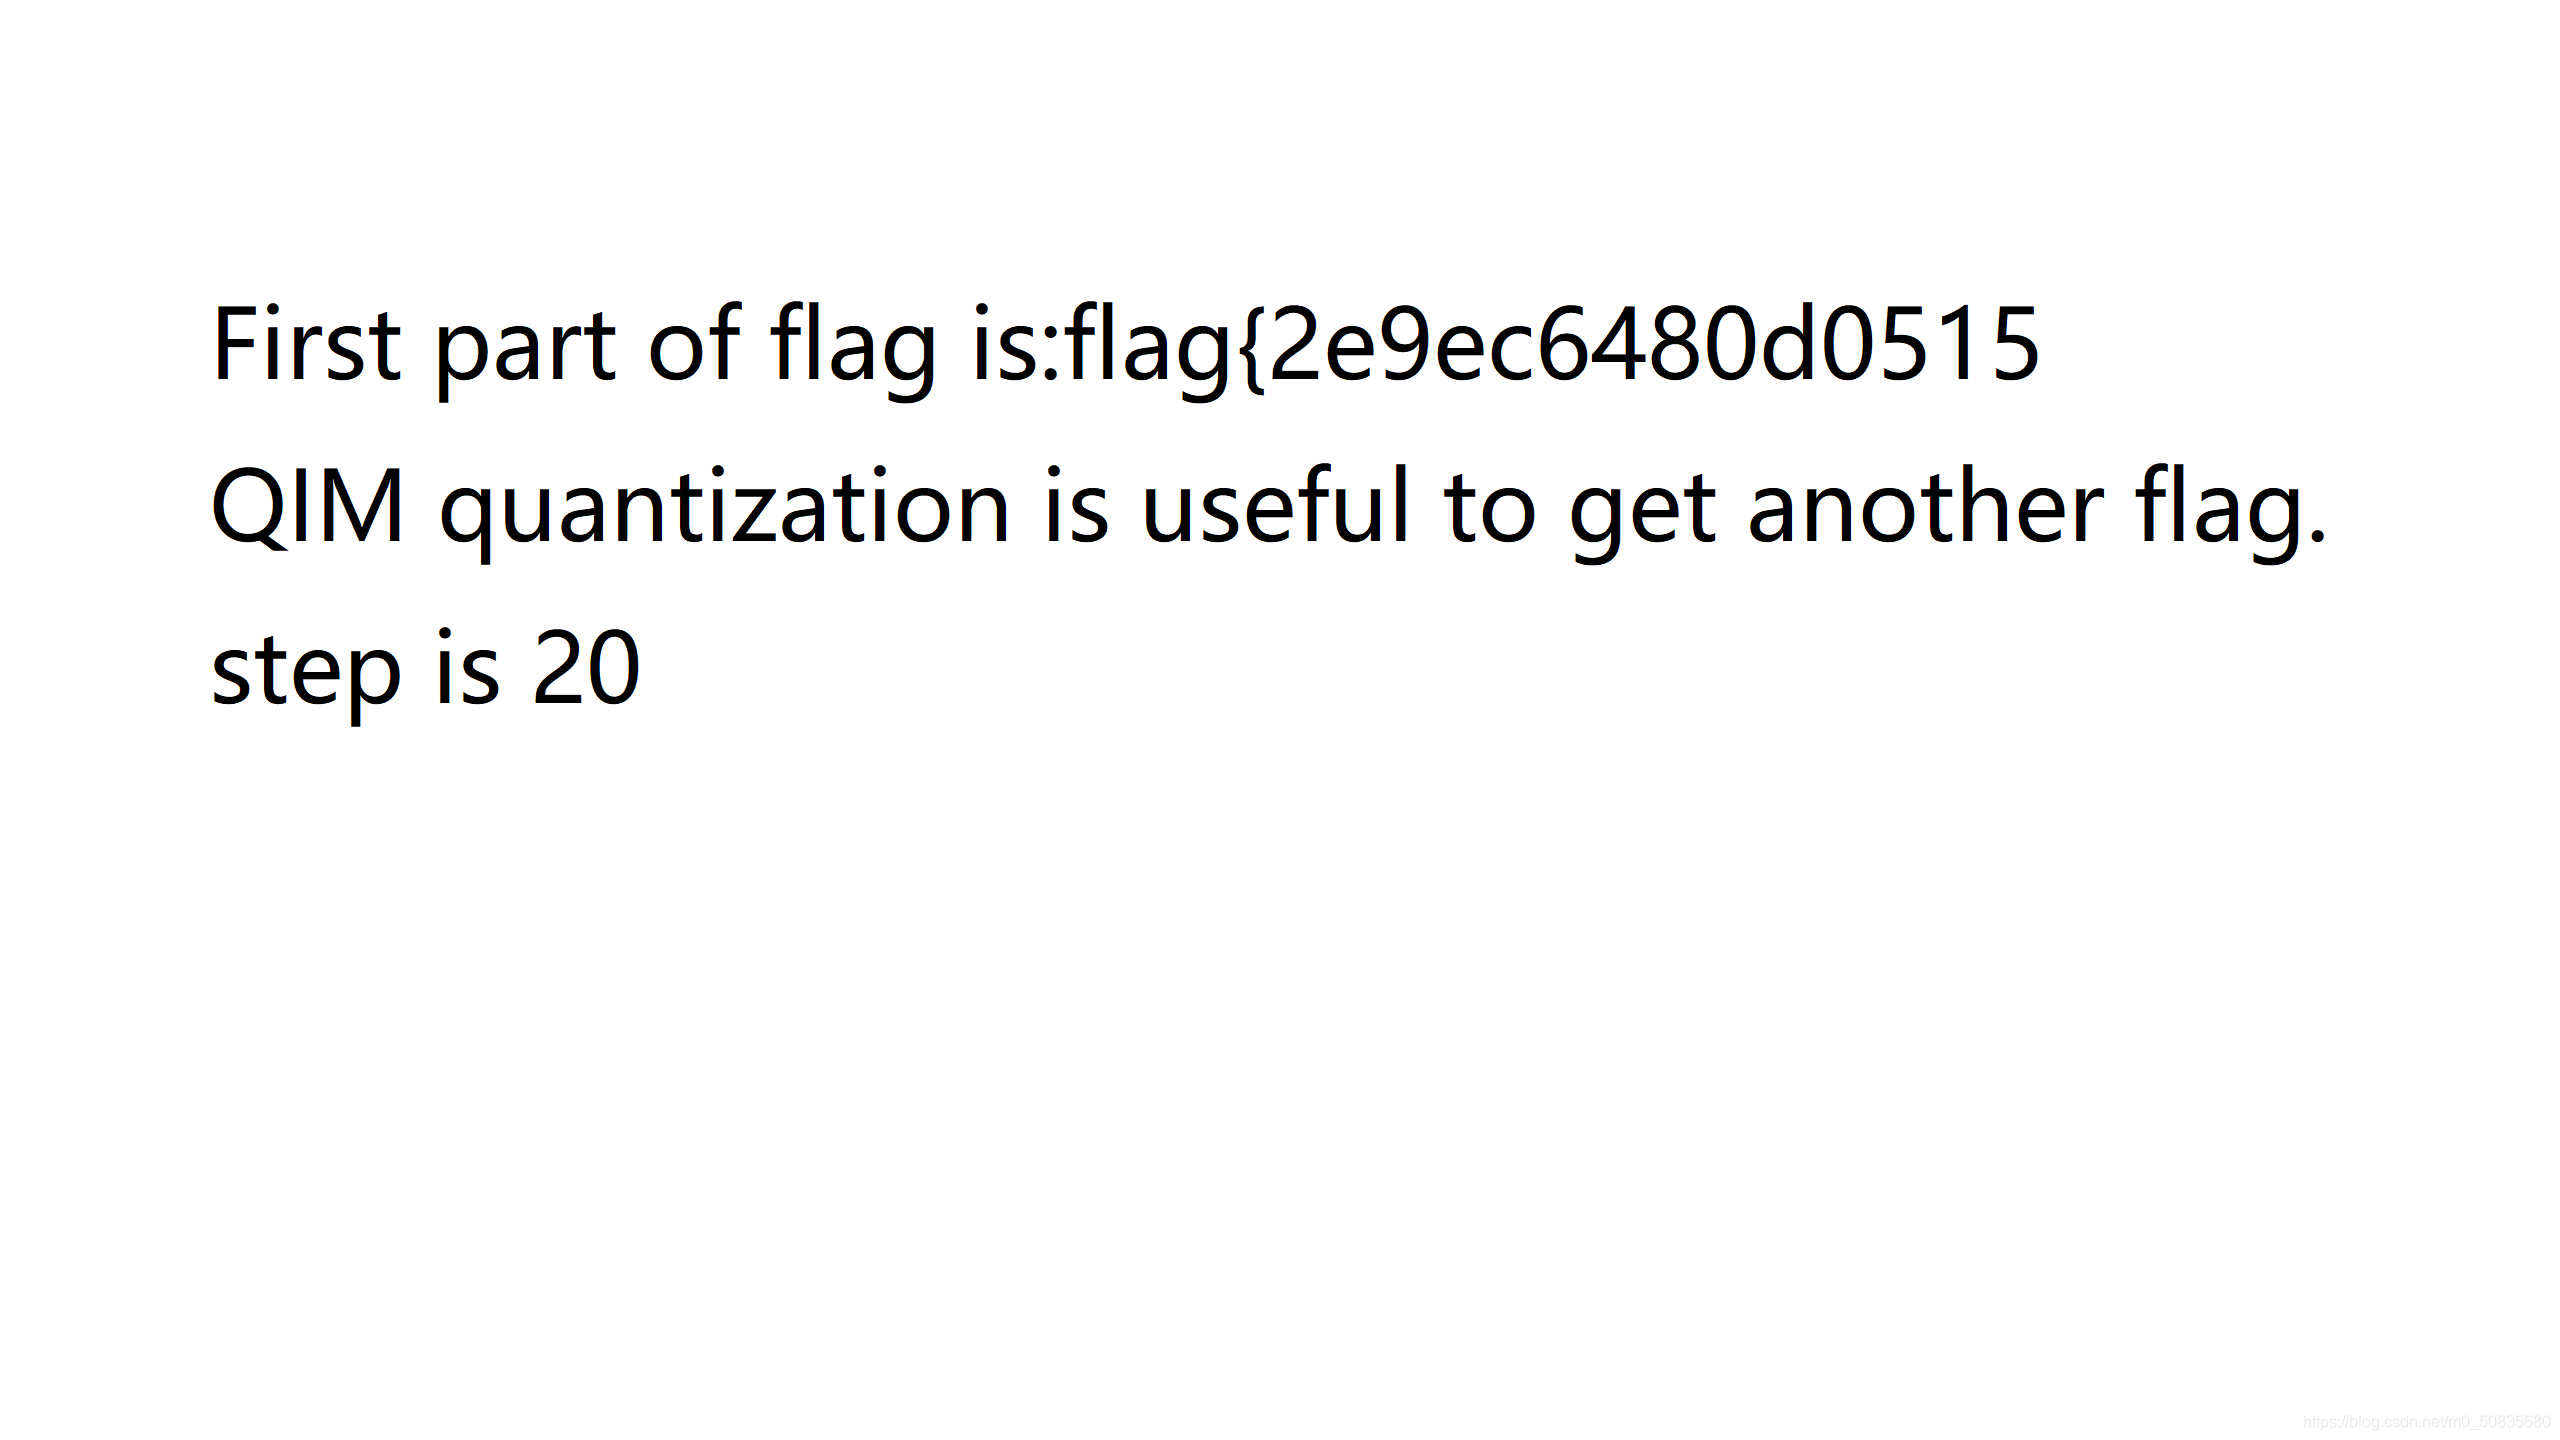 First part of flag is:flag{2e9ec6480d0515
QIM quantization is useful to get another flag.
step is 20
https://blog.csdn.net/m0_50835680